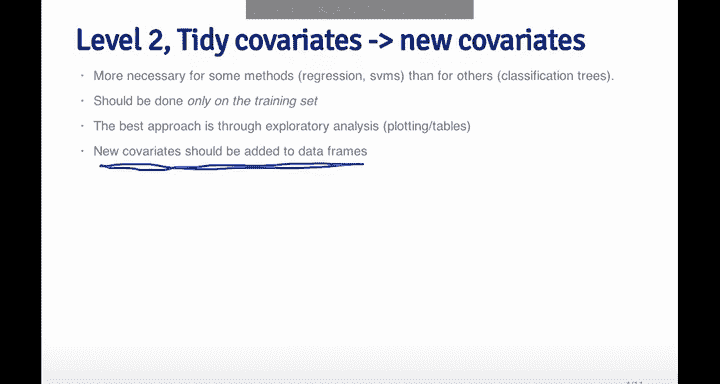 Level 2, Tidy covariates -> new covariates
· More necessary for some methods (regression, svms) than for others (classification trees).
· Should be done only on the training set
· The best approach is through exploratory analysis (plotting/tables)
· New covariates should be added to data frames